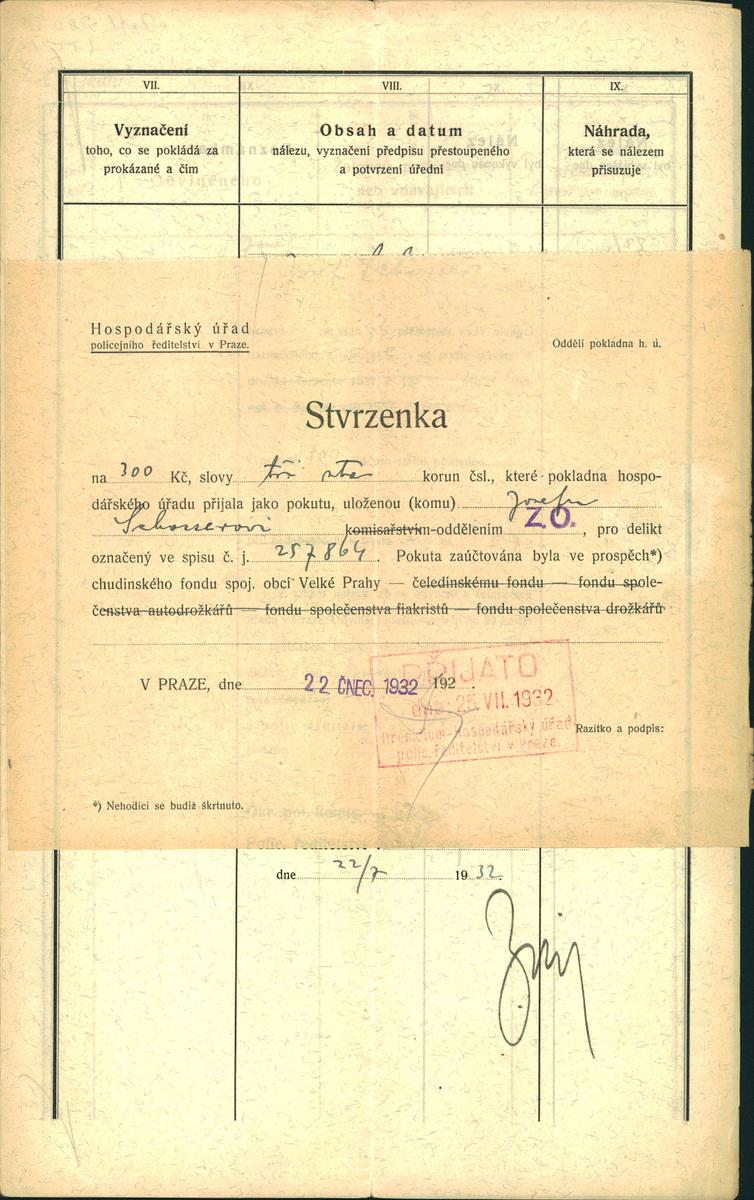 VII.
VIII.
IX.
Vyznačení
toho, co se pokládá za
prokázané a čím
Obsah a datum
nálezu, vyznačení předpisu přestoupeného
a potvrzení úřední
Náhrada,
která se nálezem
přisuzuje
Hospodářský úřad
policejního ředitelství v Praze.
Odděl. pokladna h. ú.
Stvrzenka
na 300 Kč, slovy tři sta korun čsl., které pokladna hospo-
dářského úřadu přijala jako pokutu, uloženou (komu) Josefu
komisařstvím-oddělením Z.O., pro delikt
označený ve spisu č. j. 257864. Pokuta zaúčtována byla ve prospěch*)
chudinského fondu spoj. obcí Velké Prahy — čeledínskému fondu — fondu spole-
čenstva autodrožkářů — fondu společenstva fiakristů — fondu společenstva drožkářů
V PRAZE, dne 22 ČNEC. 1932 192 .
PŘIJATO
dne: 25. VII. 1932
Presidium-Hospodářský úřad
polic. ředitelství v Praze.
Razítko a podpis:
*) Nehodící se budiž škrtnuto.
dne 22/7 1932.